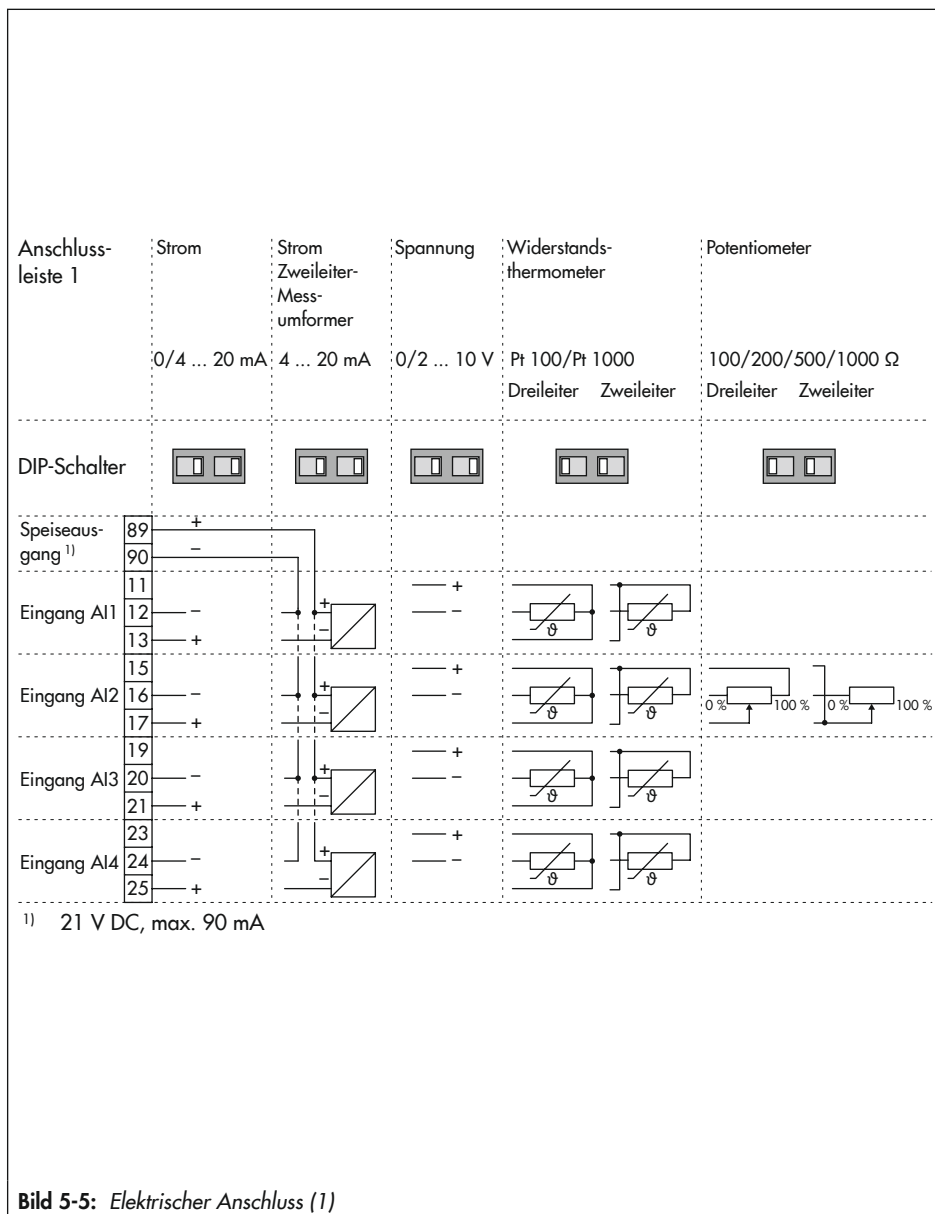 Anschluss-
leiste 1
Strom
Strom
Zweileiter-
Mess-
umformer
Spannung
Widerstands-
thermometer
Potentiometer
0/4 ... 20 mA
4 ... 20 mA
0/2 ... 10 V
Pt 100/Pt 1000
100/200/500/1000 Ω
Dreileiter Zweileiter
Dreileiter Zweileiter
DIP-Schalter
Speiseaus-
gang 1)
89 +
90 –
Eingang AI1
11 +
12 – + –
13 + –
ϑ ϑ
Eingang AI2
15 +
16 – + –
17 + –
ϑ ϑ
0 % 100 % 0 % 100 %
Eingang AI3
19 +
20 – + –
21 + –
ϑ ϑ
Eingang AI4
23 +
24 – + –
25 + –
ϑ ϑ
1) 21 V DC, max. 90 mA
Bild 5-5: Elektrischer Anschluss (1)